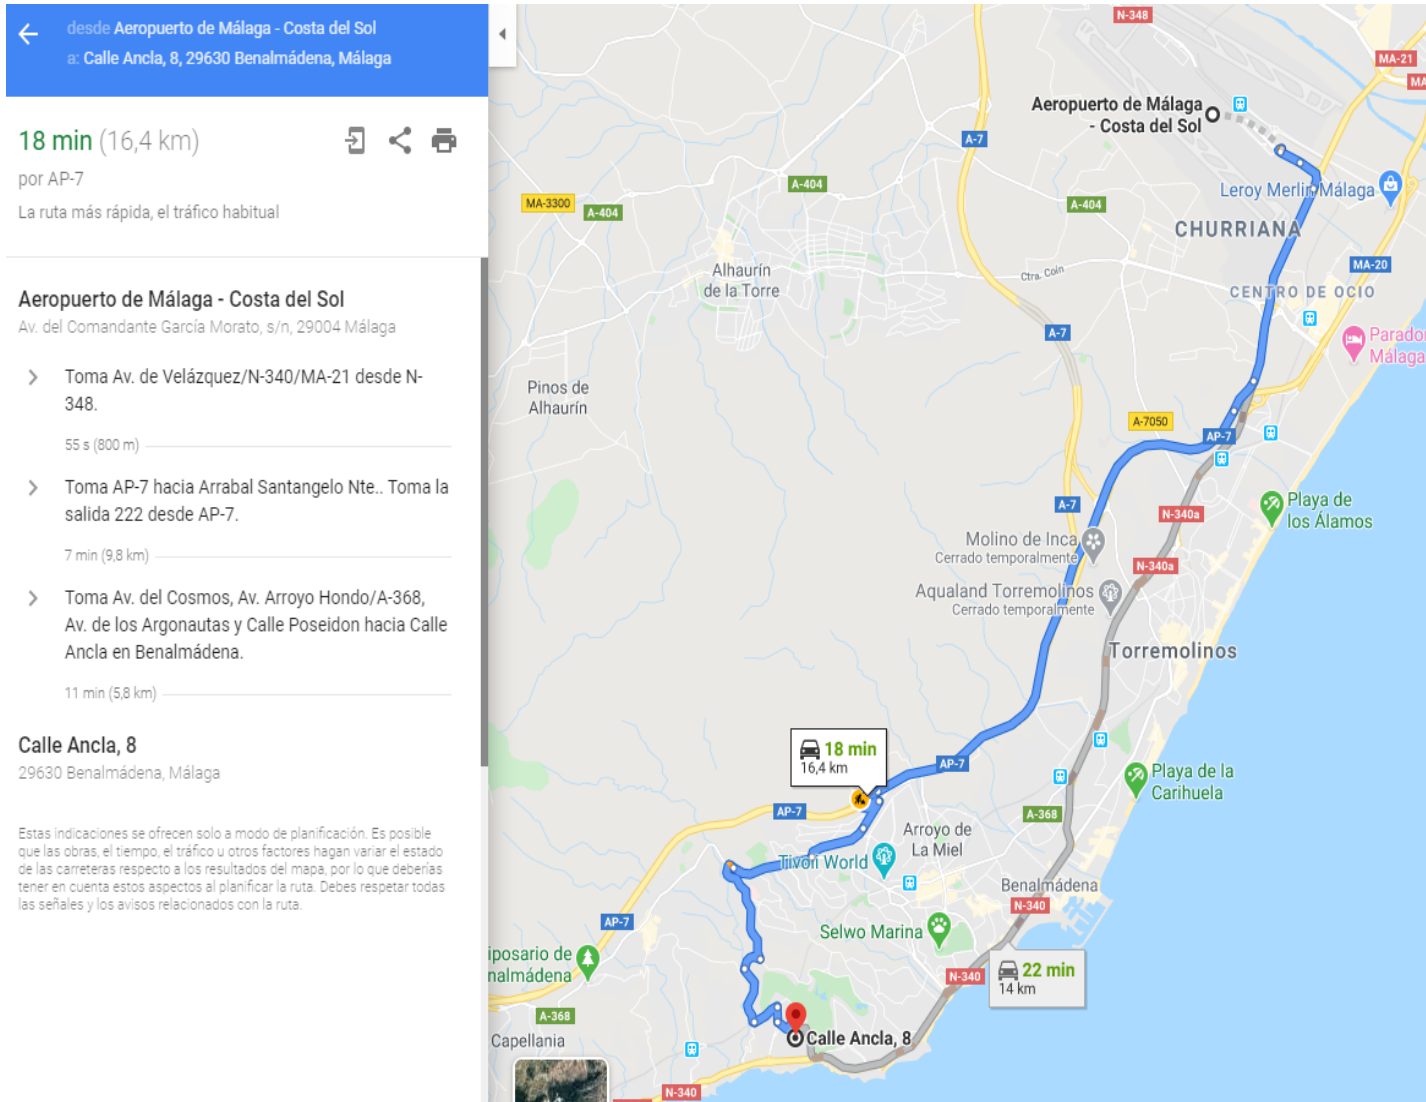 desde Aeropuerto de Málaga - Costa del Sol
a: Calle Ancla, 8, 29630 Benalmádena, Málaga
18 min (16,4 km)
por AP-7
La ruta más rápida, el tráfico habitual
Aeropuerto de Málaga - Costa del Sol
Av. del Comandante García Morato, s/n, 29004 Málaga
Toma Av. de Velázquez/N-340/MA-21 desde N-
348.
55 s (800 m)
Toma AP-7 hacia Arrabal Santangelo Nte.. Toma la
salida 222 desde AP-7.
7 min (9,8 km)
Toma Av. del Cosmos, Av. Arroyo Hondo/A-368,
Av. de los Argonautas y Calle Poseidon hacia Calle
Ancla en Benalmádena.
11 min (5,8 km)
Calle Ancla, 8
29630 Benalmádena, Málaga
Estas indicaciones se ofrecen solo a modo de planificación. Es posible
que las obras, el tiempo, el tráfico u otros factores hagan variar el estado
de las carreteras respecto a los resultados del mapa, por lo que deberías
tener en cuenta estos aspectos al planificar la ruta. Debes respetar todas
las señales y los avisos relacionados con la ruta.
N-348
MA-21
MA
Aeropuerto de Málaga
- Costa del Sol
A-7
A-404
Leroy Merlin Málaga
MA-3300
A-404
A-404
CHURRIANA
MA-20
Alhaurín
de la Torre
Ctra. Coín
CENTRO DE OCIO
A-7
Parador
Málaga
Pinos de
Alhaurín
A-7050
AP-7
A-7
Playa de
los Álamos
N-340a
Molino de Inca
Cerrado temporalmente
N-340a
Aqualand Torremolinos
Cerrado temporalmente
Torremolinos
18 min
16,4 km
AP-7
Playa de la
Carihuela
AP-7
A-368
Arroyo de
La Miel
Tivoli World
Benalmádena
N-340
AP-7
Selwo Marina
iposario de
nalmádena
N-340
22 min
14 km
A-368
Capellania
Calle Ancla, 8
N-340